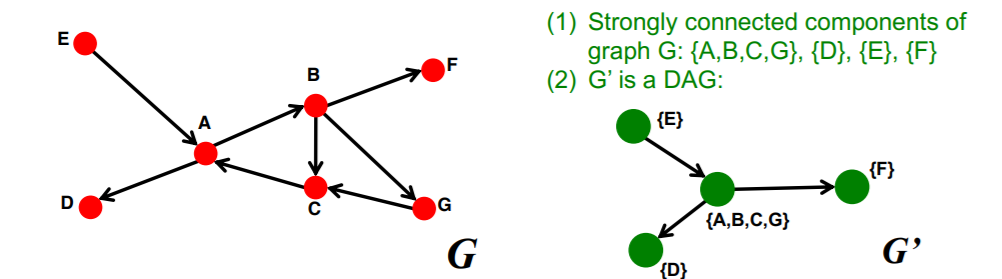 E
A
B
F
D
C
G
G
(1) Strongly connected components of
graph G: {A,B,C,G}, {D}, {E}, {F}
(2) G’ is a DAG:
{E}
{F}
{A,B,C,G}
{D}
G’